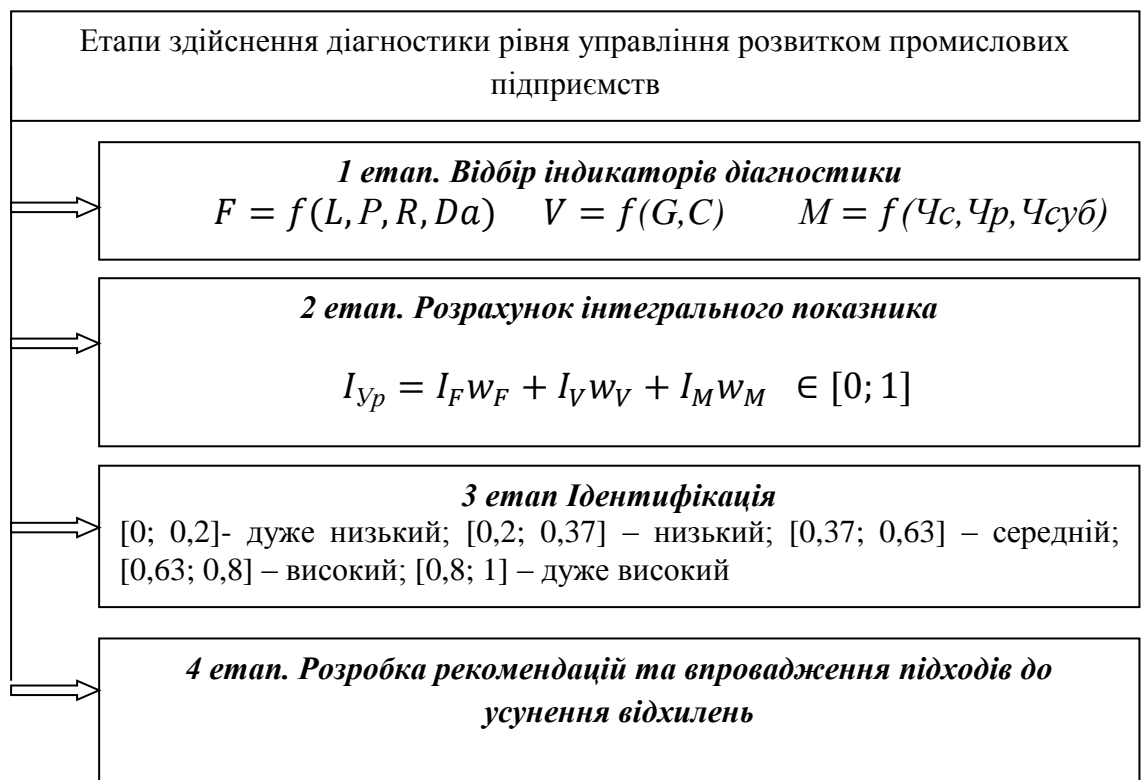 Етапи здійснення діагностики рівня управління розвитком промислових
підприємств
1 етап. Відбір індикаторів діагностики
F = f(L, P, R, Da) V = f(G,C) M = f(Чс,Чр,Чсуб)
2 етап. Розрахунок інтегрального показника
I_Ур = I_F w_F + I_V w_V + I_M w_M ∈ [0; 1]
3 етап Ідентифікація
[0; 0,2]- дуже низький; [0,2; 0,37] – низький; [0,37; 0,63] – середній;
[0,63; 0,8] – високий; [0,8; 1] – дуже високий
4 етап. Розробка рекомендацій та впровадження підходів до
усунення відхилень